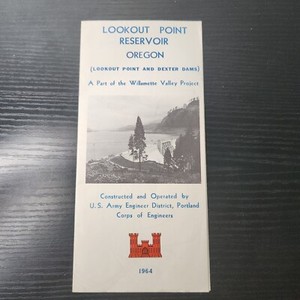 LOOKOUT POINT
RESERVOIR
OREGON
(LOOKOUT POINT AND DEXTER DAMS)
A Part of the Willamette Valley Project
Constructed and Operated by
U. S. Army Engineer District, Portland
Corps of Engineers
1964